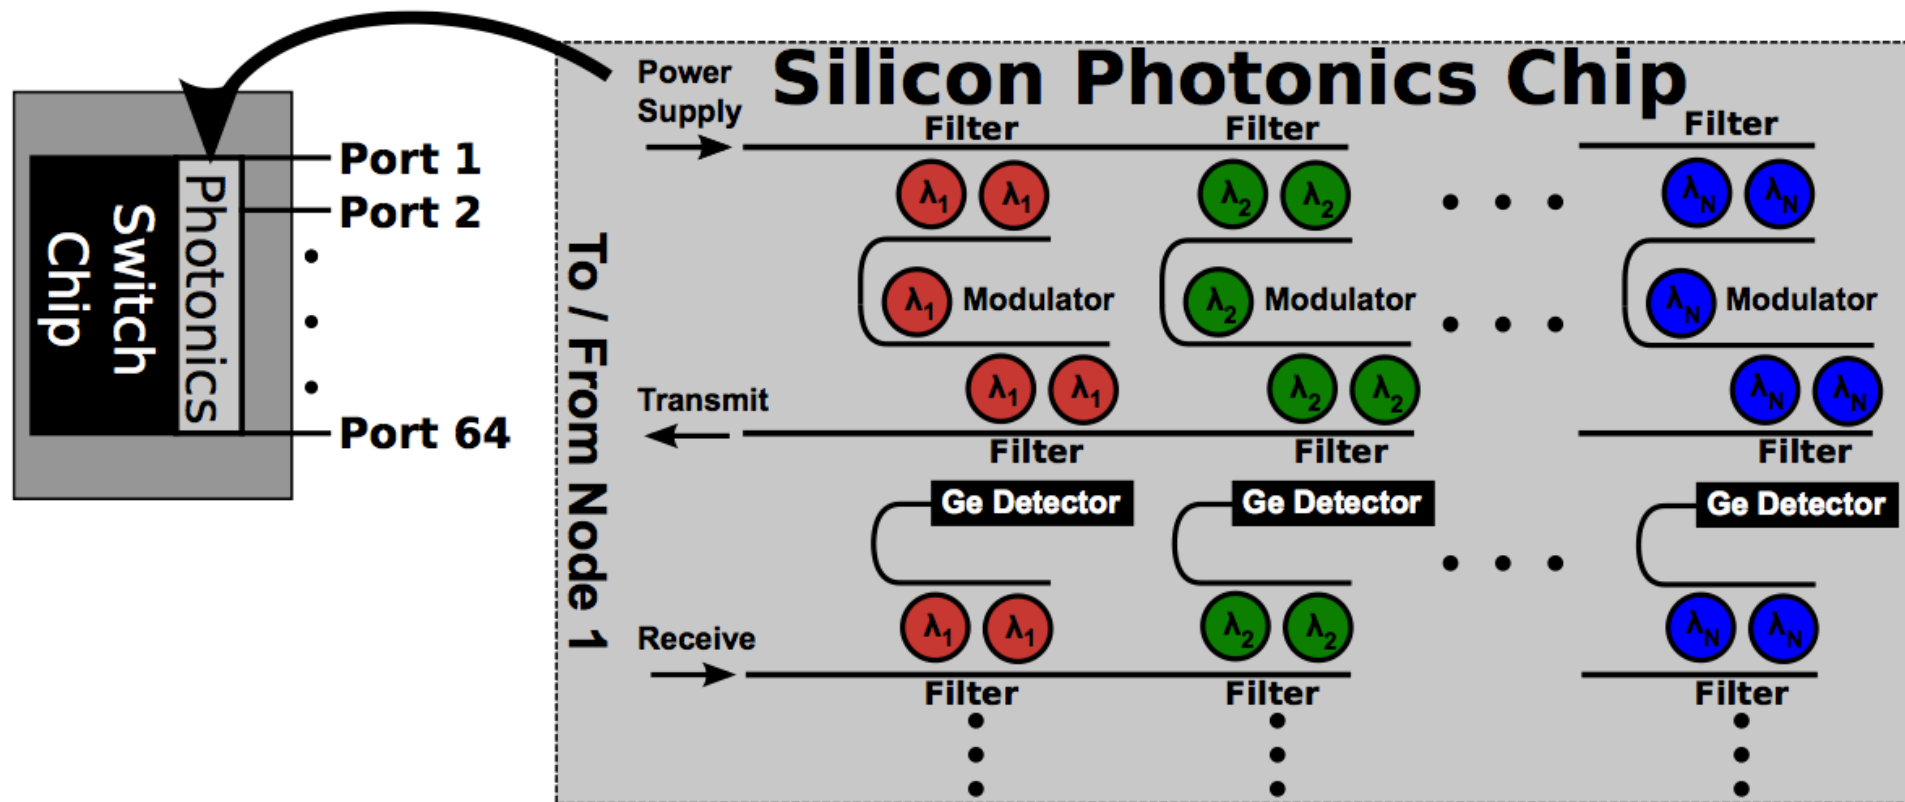 Silicon Photonics Chip
Power
Supply
Filter Filter Filter
Port 1
Port 2
Port 64
Switch
Chip
Photonics
To / From Node 1
λ1 λ1 λ2 λ2 λN λN
λ1 Modulator λ2 Modulator λN Modulator
λ1 λ1 λ2 λ2 λN λN
Transmit
Filter Filter Filter
Ge Detector Ge Detector Ge Detector
λ1 λ1 λ2 λ2 λN λN
Receive
Filter Filter Filter